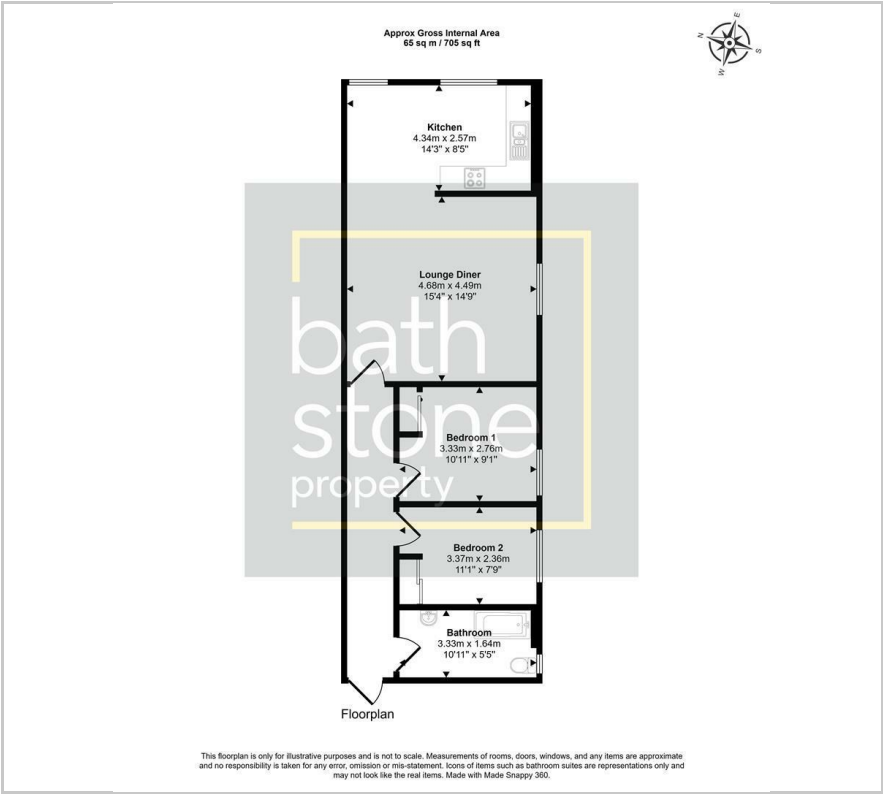 Approx Gross Internal Area
65 sq m / 705 sq ft
E
N
S
W
Kitchen
4.34m x 2.57m
14'3" x 8'5"
Lounge Diner
4.68m x 4.49m
15'4" x 14'9"
bath
stone
property
Bedroom 1
3.33m x 2.76m
10'11" x 9'1"
Bedroom 2
3.37m x 2.36m
11'1" x 7'9"
Bathroom
3.33m x 1.64m
10'11" x 5'5"
Floorplan
This floorplan is only for illustrative purposes and is not to scale. Measurements of rooms, doors, windows, and any items are approximate
and no responsibility is taken for any error, omission or mis-statement. Icons of items such as bathroom suites are representations only and
may not look like the real items. Made with Made Snappy 360.